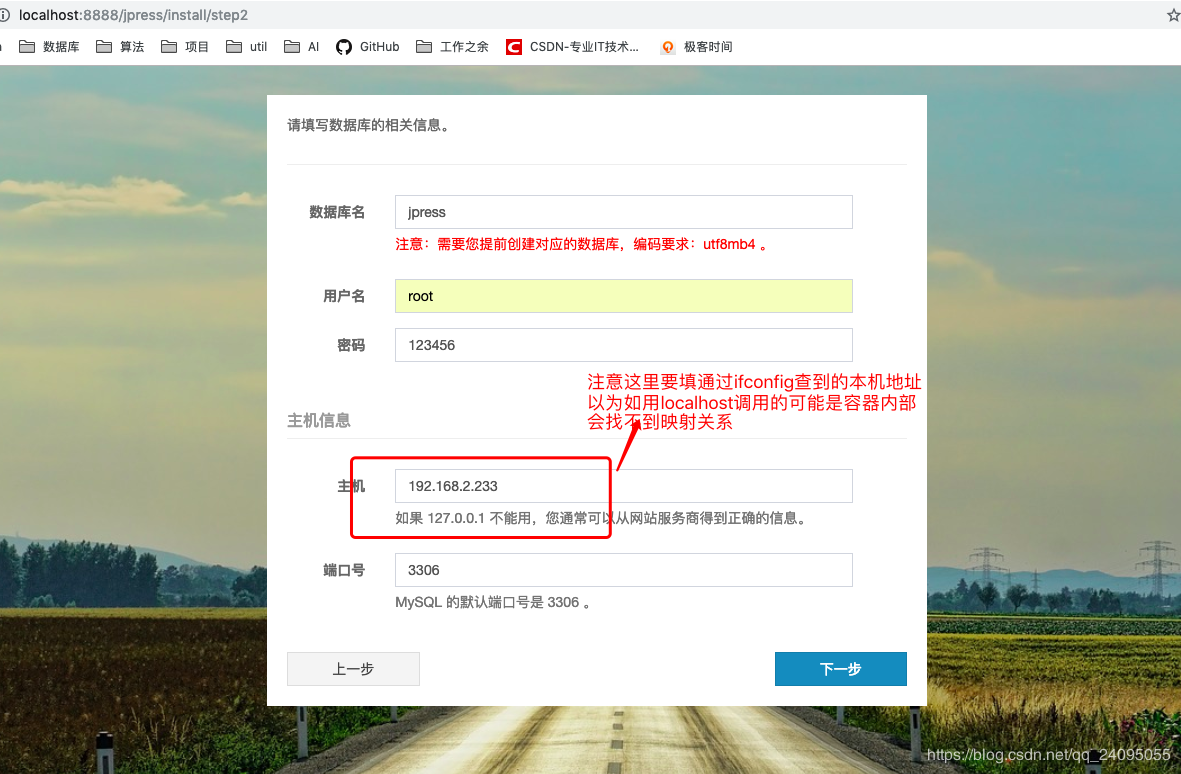 localhost:8888/jpress/install/step2
数据库 算法 项目 util AI GitHub 工作之余 CSDN-专业IT技术... 极客时间
请填写数据库的相关信息。
数据库名 jpress
注意：需要您提前创建对应的数据库，编码要求：utf8mb4 。
用户名 root
密码 123456
注意这里要填通过ifconfig查到的本机地址
以为如用localhost调用的可能是容器内部
会找不到映射关系
主机信息
主机 192.168.2.233
如果 127.0.0.1 不能用，您通常可以从网站服务商得到正确的信息。
端口号 3306
MySQL 的默认端口号是 3306 。
上一步 下一步
https://blog.csdn.net/qq_24095055